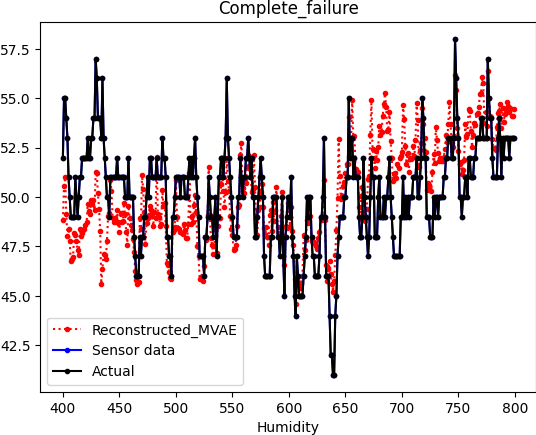 Complete_failure
57.5
55.0
52.5
50.0
47.5
45.0
42.5
Reconstructed_MVAE
Sensor data
Actual
400 450 500 550 600 650 700 750 800
Humidity